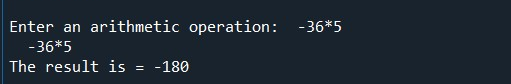 Enter an arithmetic operation:  -36*5
  -36*5
The result is = -180